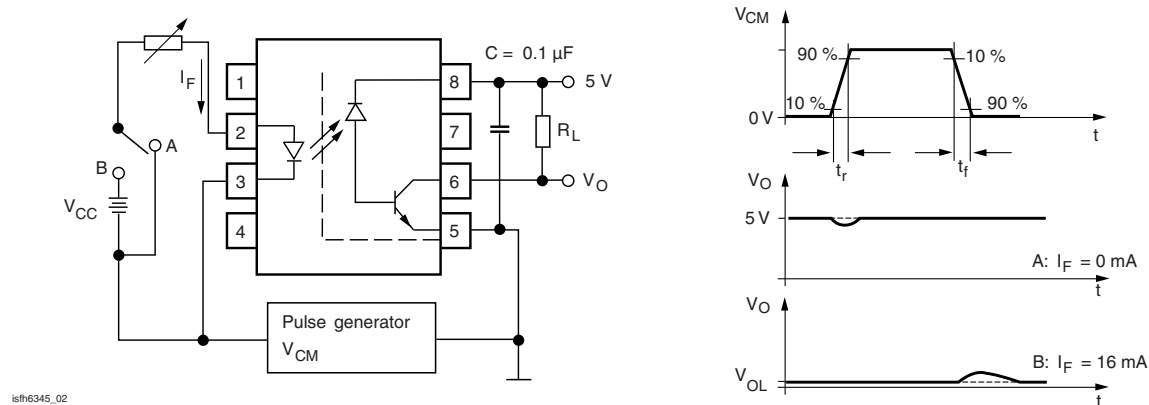 C = 0.1 µF
I_F
1
2
3
4
8
7
6
5
5 V
R_L
V_O
A
B
V_CC
Pulse generator
V_CM
isfh6345_02
V_CM
90 %
10 %
10 %
90 %
0 V
t
t_r
t_f
V_O
5 V
A: I_F = 0 mA
t
V_O
B: I_F = 16 mA
V_OL
t